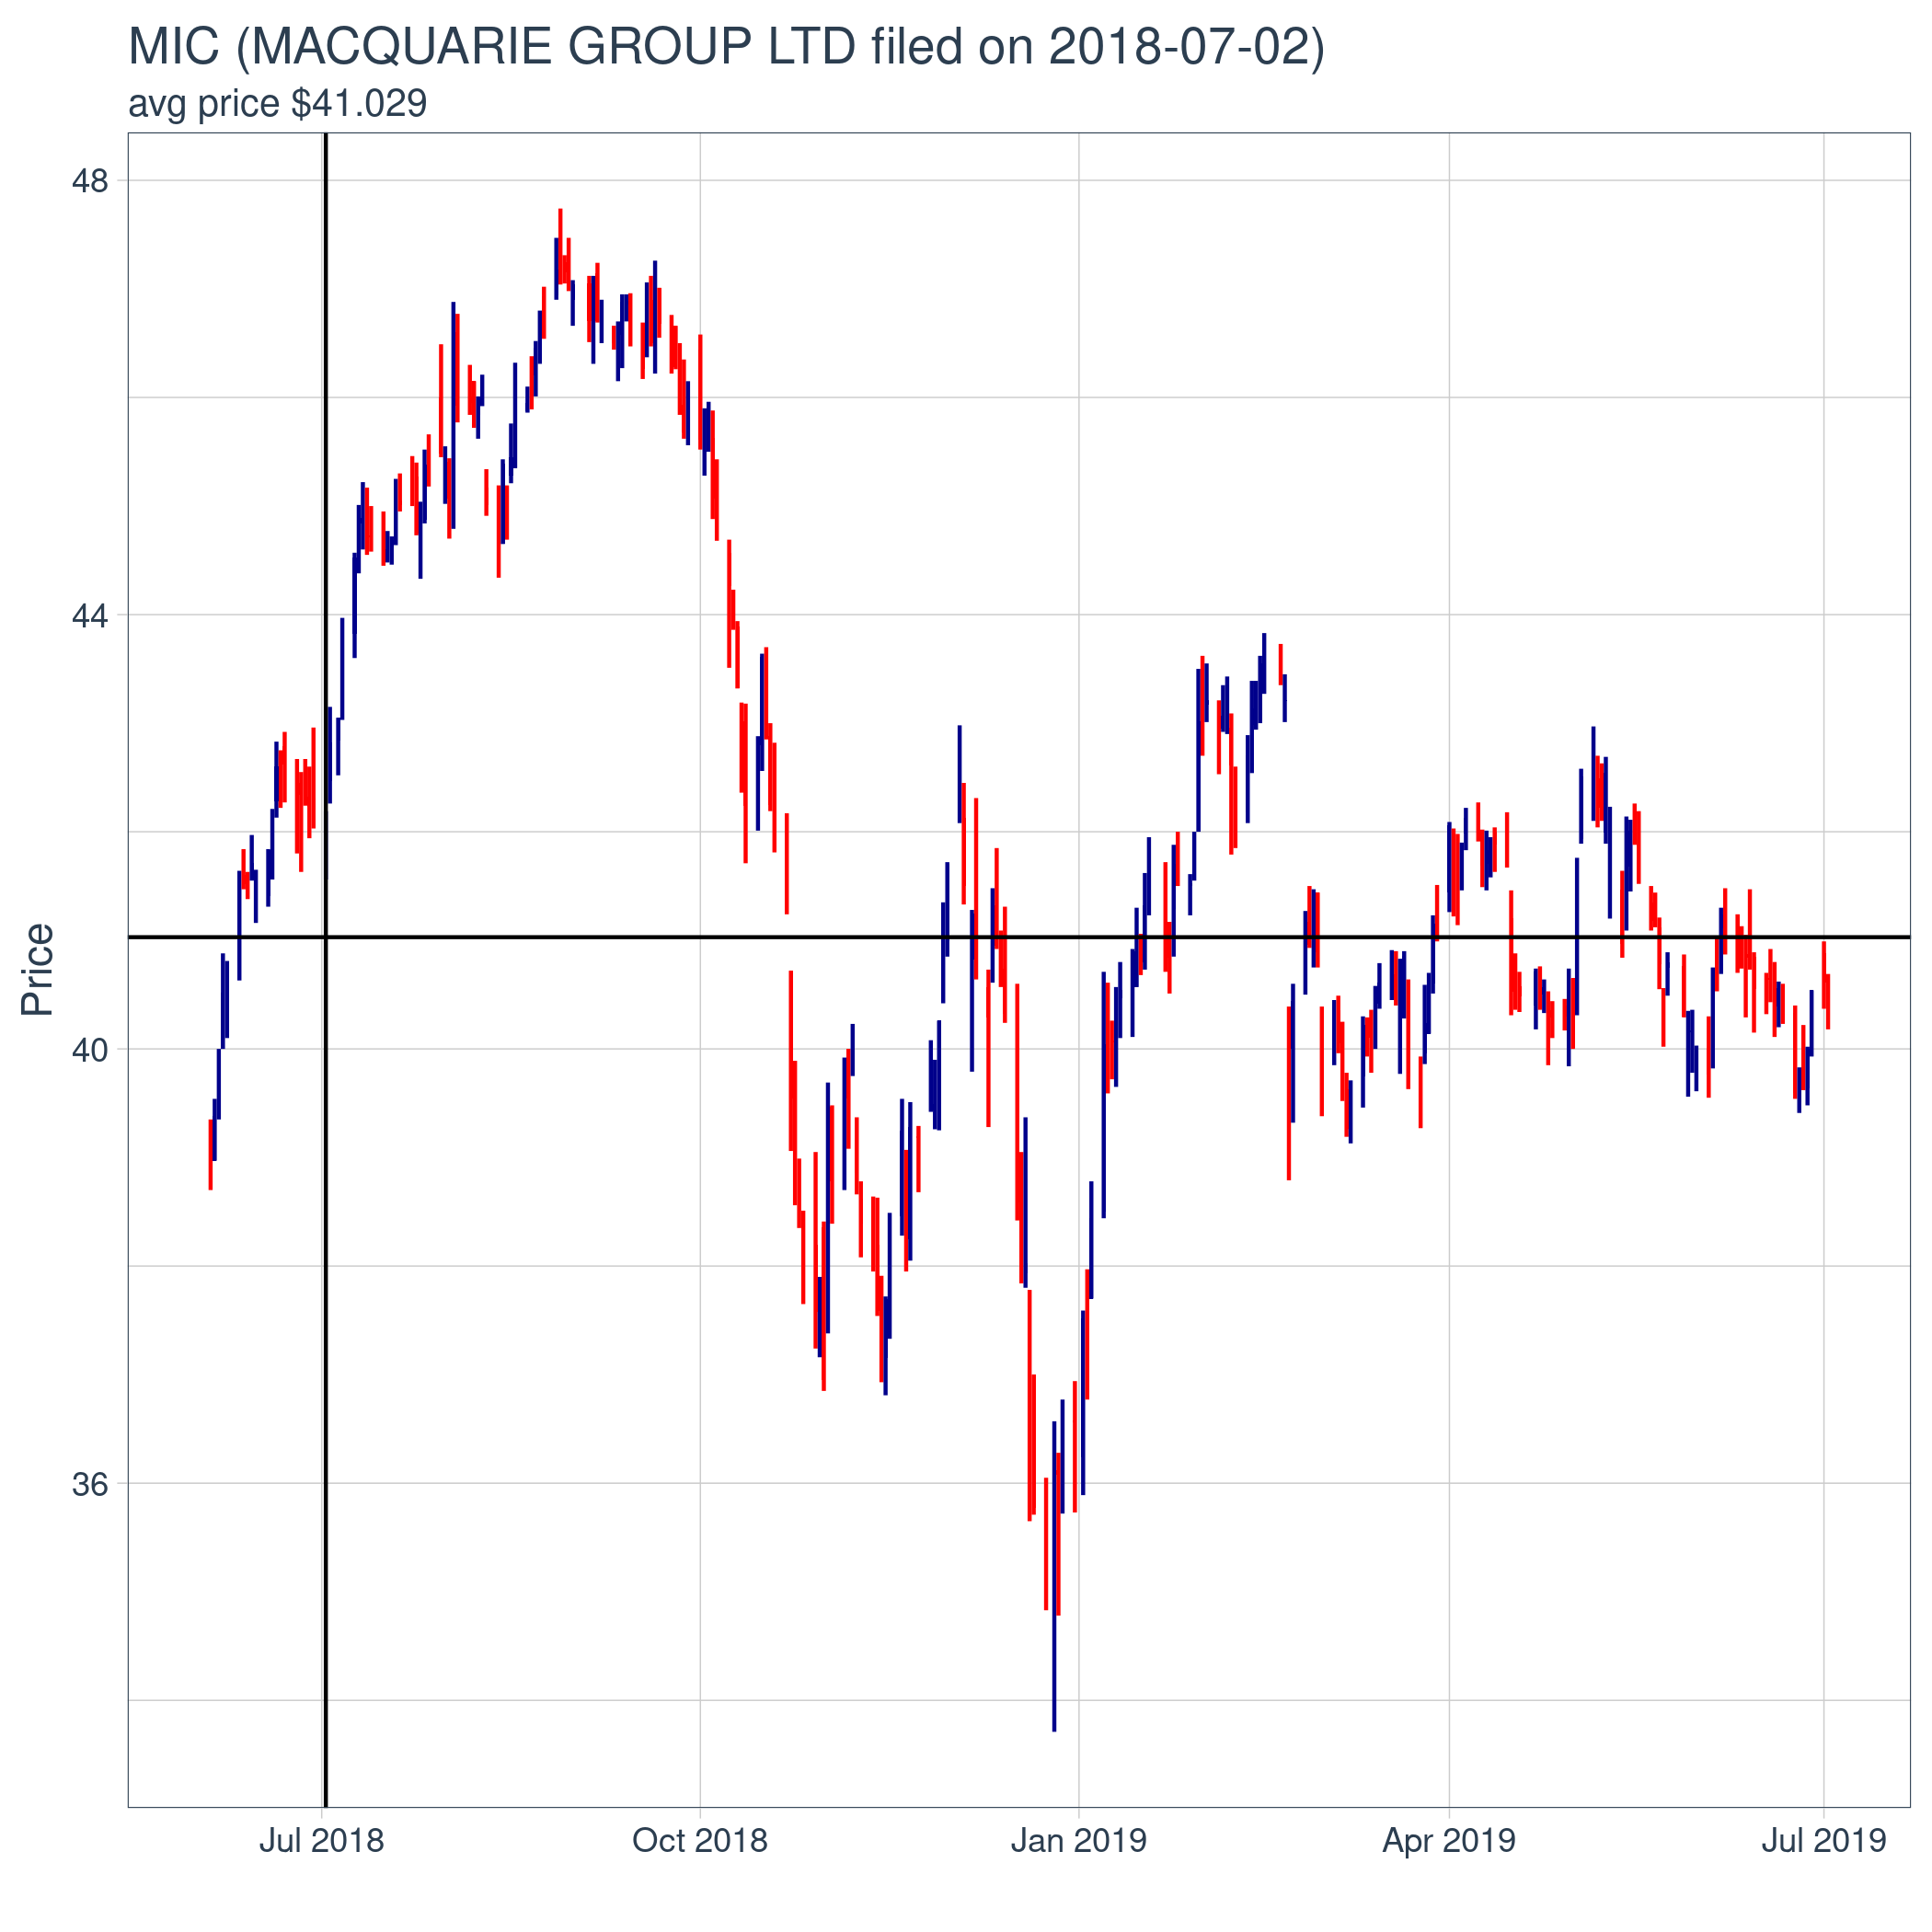 MIC (MACQUARIE GROUP LTD filed on 2018-07-02)
avg price $41.029
48
44
40
36
Price
Jul 2018
Oct 2018
Jan 2019
Apr 2019
Jul 2019